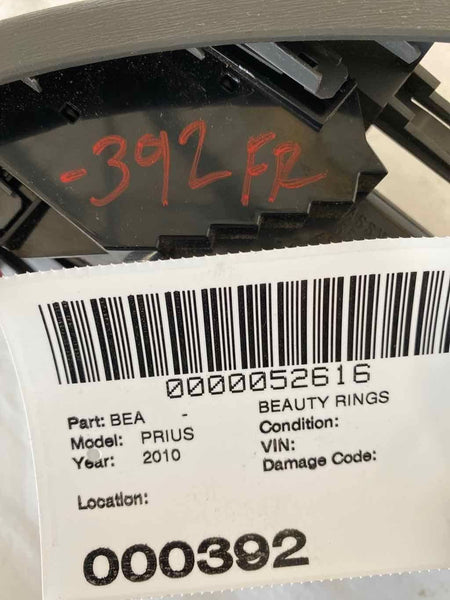 -392 FR
0000052616
Part: BEA - BEAUTY RINGS
Model: PRIUS Condition:
Year: 2010 VIN:
Damage Code:
Location:
000392